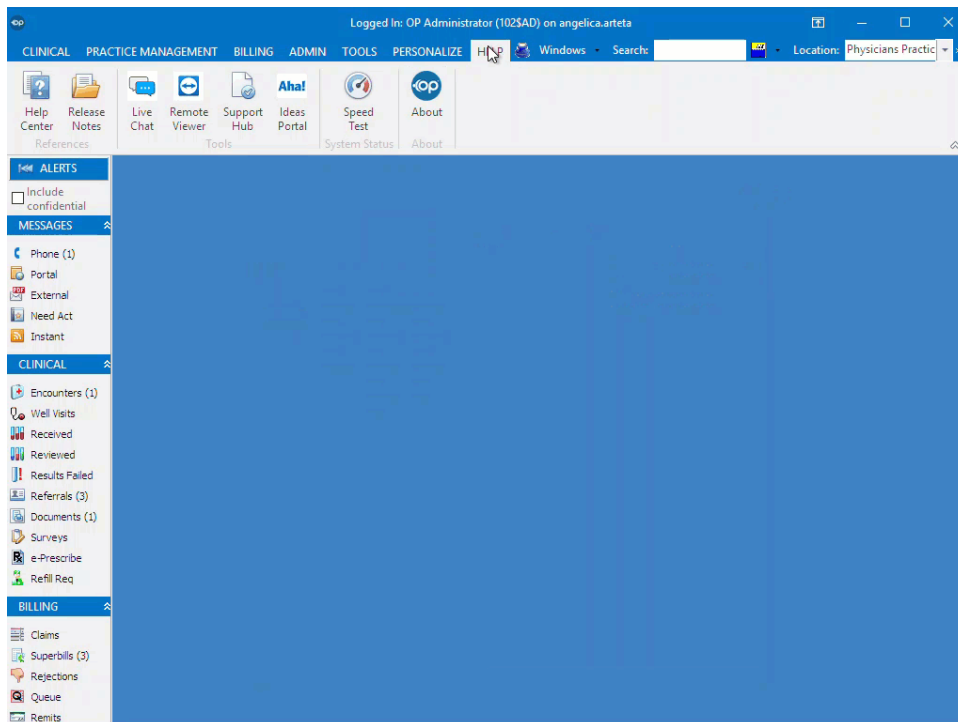 Logged In: OP Administrator (102$AD) on angelica.arteta
CLINICAL PRACTICE MANAGEMENT BILLING ADMIN TOOLS PERSONALIZE HELP Windows Search: Location: Physicians Practic
Help Center
Release Notes
Live Chat
Remote Viewer
Support Hub
Aha!
Ideas Portal
Speed Test
op
About
References
Tools
System Status
About
ALERTS
Include confidential
MESSAGES
Phone (1)
Portal
External
Need Act
Instant
CLINICAL
Encounters (1)
Well Visits
Received
Reviewed
Results Failed
Referrals (3)
Documents (1)
Surveys
e-Prescribe
Refill Req
BILLING
Claims
Superbills (3)
Rejections
Queue
Remits